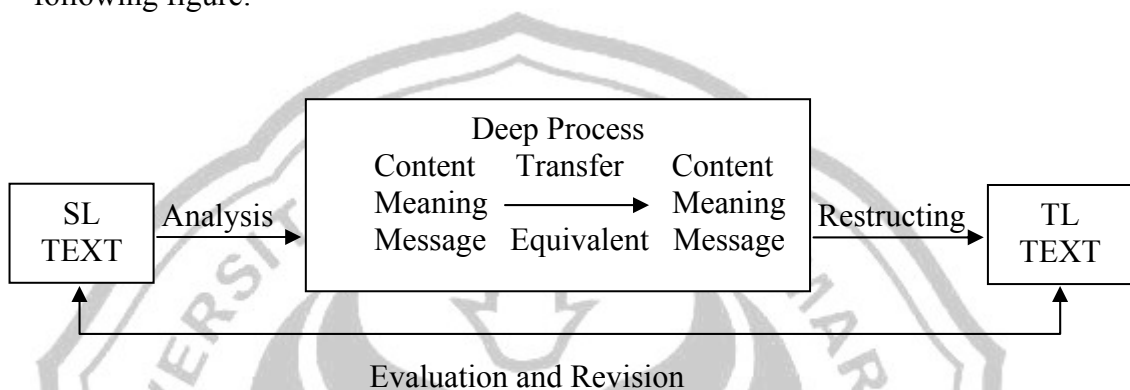 following figure:
Deep Process
Content Transfer Content
Meaning Meaning
Message Equivalent Message
SL
TEXT
Analysis
Restructing
TL
TEXT
Evaluation and Revision